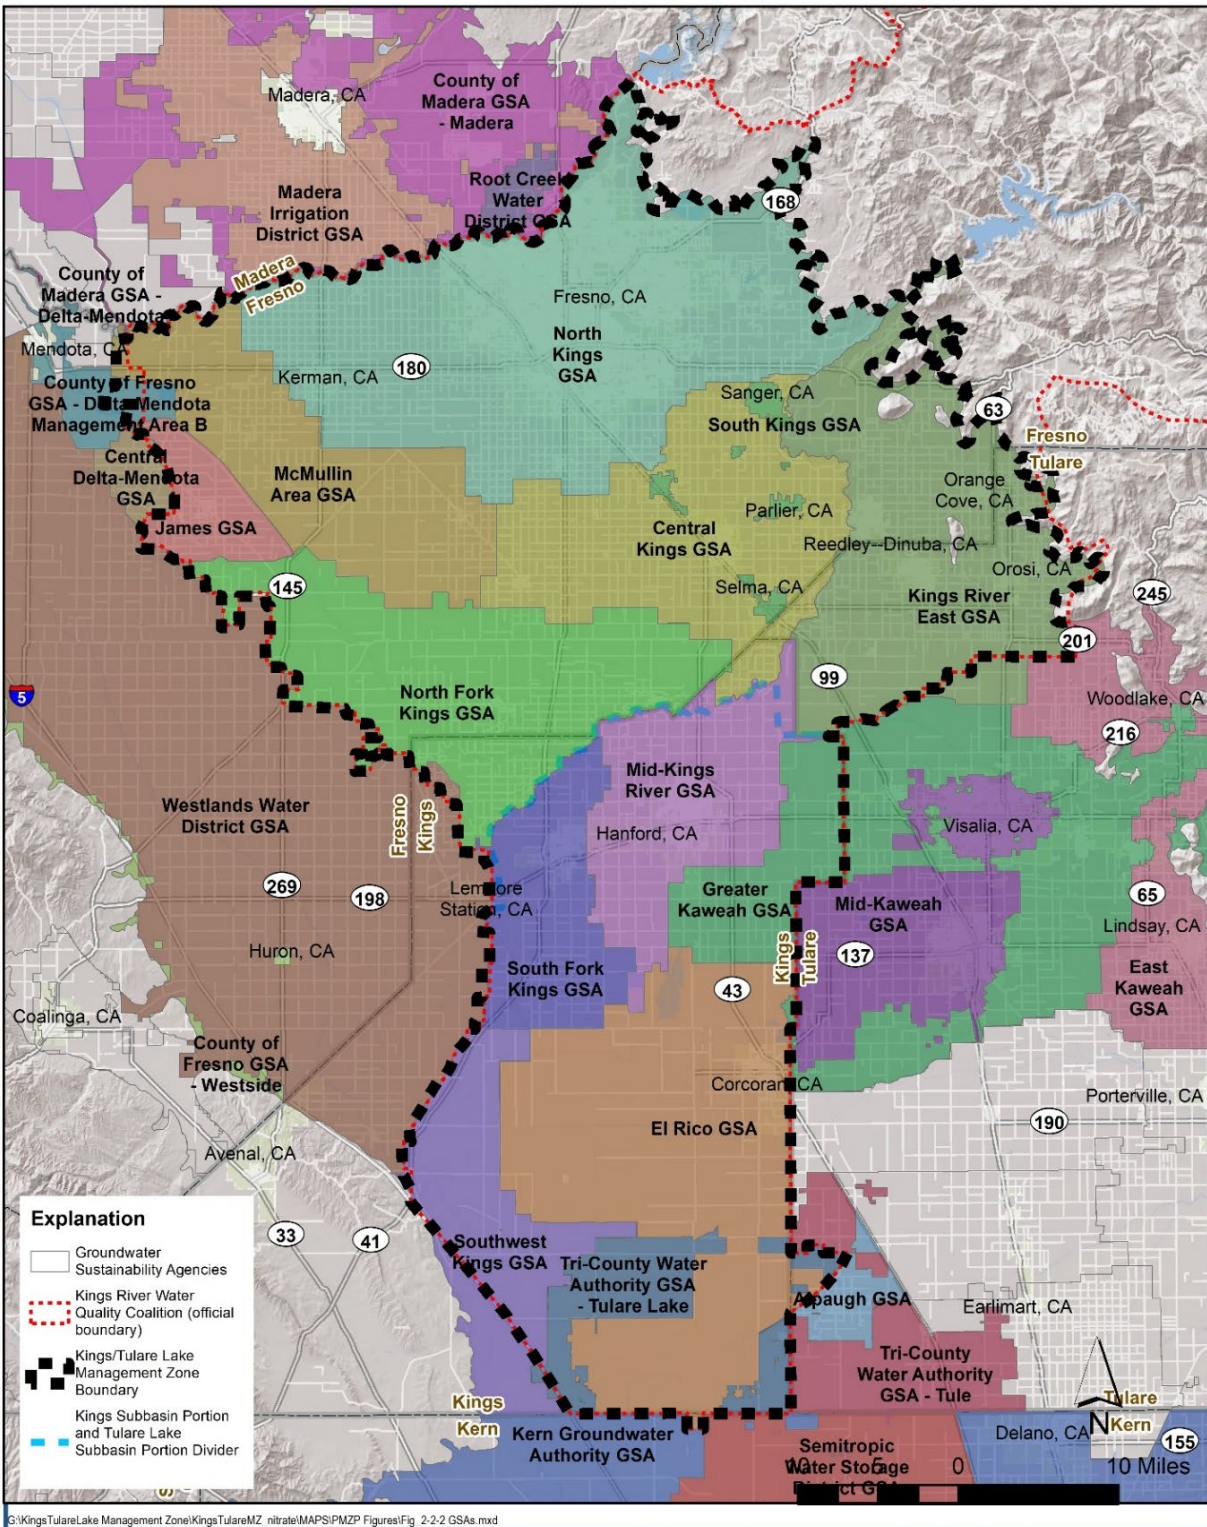 County of
Madera GSA
- Madera
Madera, CA
Root Creek
Water
District GSA
Madera
Irrigation
District GSA
168
Madera
Fresno
County of
Madera GSA -
Delta-Mendota
Fresno, CA
Mendota, CA
North
Kings
GSA
180
Kerman, CA
County of Fresno
GSA - Delta-Mendota
Management Area B
Sanger, CA
South Kings GSA
63
Fresno
Tulare
Central
Delta-Mendota
GSA
McMullin
Area GSA
Orange
Cove, CA
James GSA
Parlier, CA
Central
Kings GSA
Reedley--Dinuba, CA
Orosi, CA
145
Selma, CA
Kings River
East GSA
245
201
5
99
North Fork
Kings GSA
Woodlake, CA
216
Mid-Kings
River GSA
Westlands Water
District GSA
Fresno
Kings
Hanford, CA
Visalia, CA
269
198
Lemoore
Station, CA
Greater
Kaweah GSA
Mid-Kaweah
GSA
65
Lindsay, CA
Huron, CA
Kings
Tulare
137
South Fork
Kings GSA
43
East
Kaweah
GSA
Coalinga, CA
County of
Fresno GSA
- Westside
Corcoran, CA
Porterville, CA
El Rico GSA
190
Avenal, CA
33
41
Southwest
Kings GSA
Tri-County Water
Authority GSA
- Tulare Lake
Alpaugh GSA
Earlimart, CA
Tri-County
Water Authority
GSA - Tule
Kings
Kern
Tulare
Kern
N
Kern Groundwater
Authority GSA
Delano, CA
155
Semitropic
Water Storage
District GSA
10 5 0 10 Miles
Explanation
Groundwater
Sustainability Agencies
Kings River Water
Quality Coalition (official
boundary)
Kings/Tulare Lake
Management Zone
Boundary
Kings Subbasin Portion
and Tulare Lake
Subbasin Portion Divider
G:\KingsTulareLake Management Zone\KingsTulareMZ_nitrate\MAPS\PMZP Figures\Fig_2-2-2 GSAs.mxd